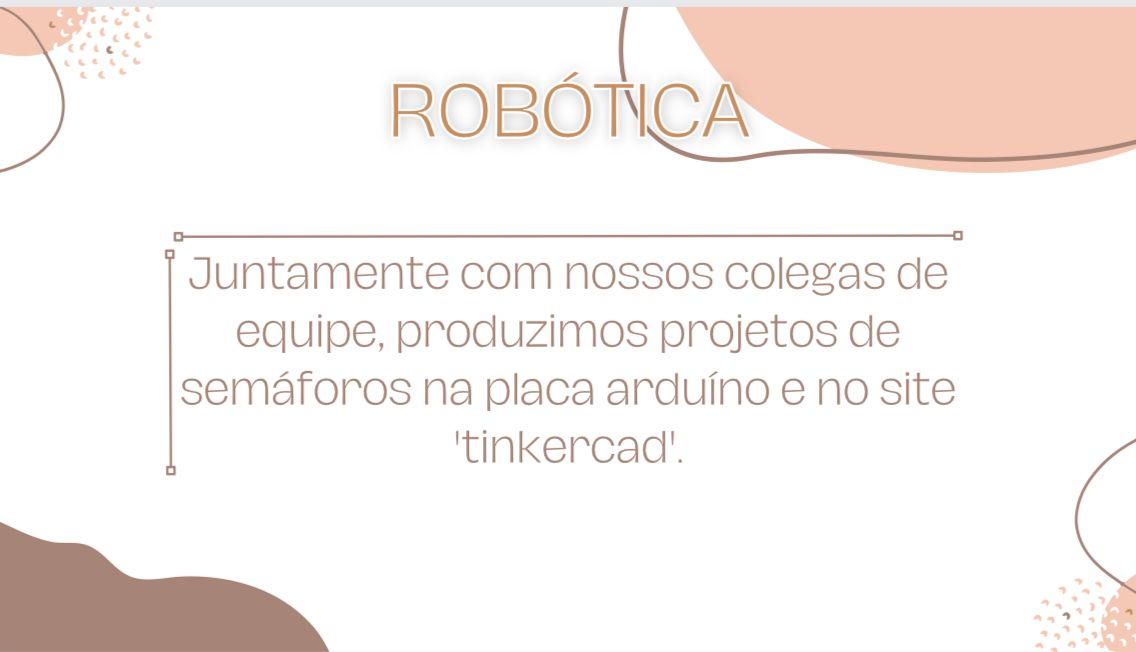 ROBÓTICA
Juntamente com nossos colegas de
equipe, produzimos projetos de
semáforos na placa arduíno e no site
'tinkercad'.